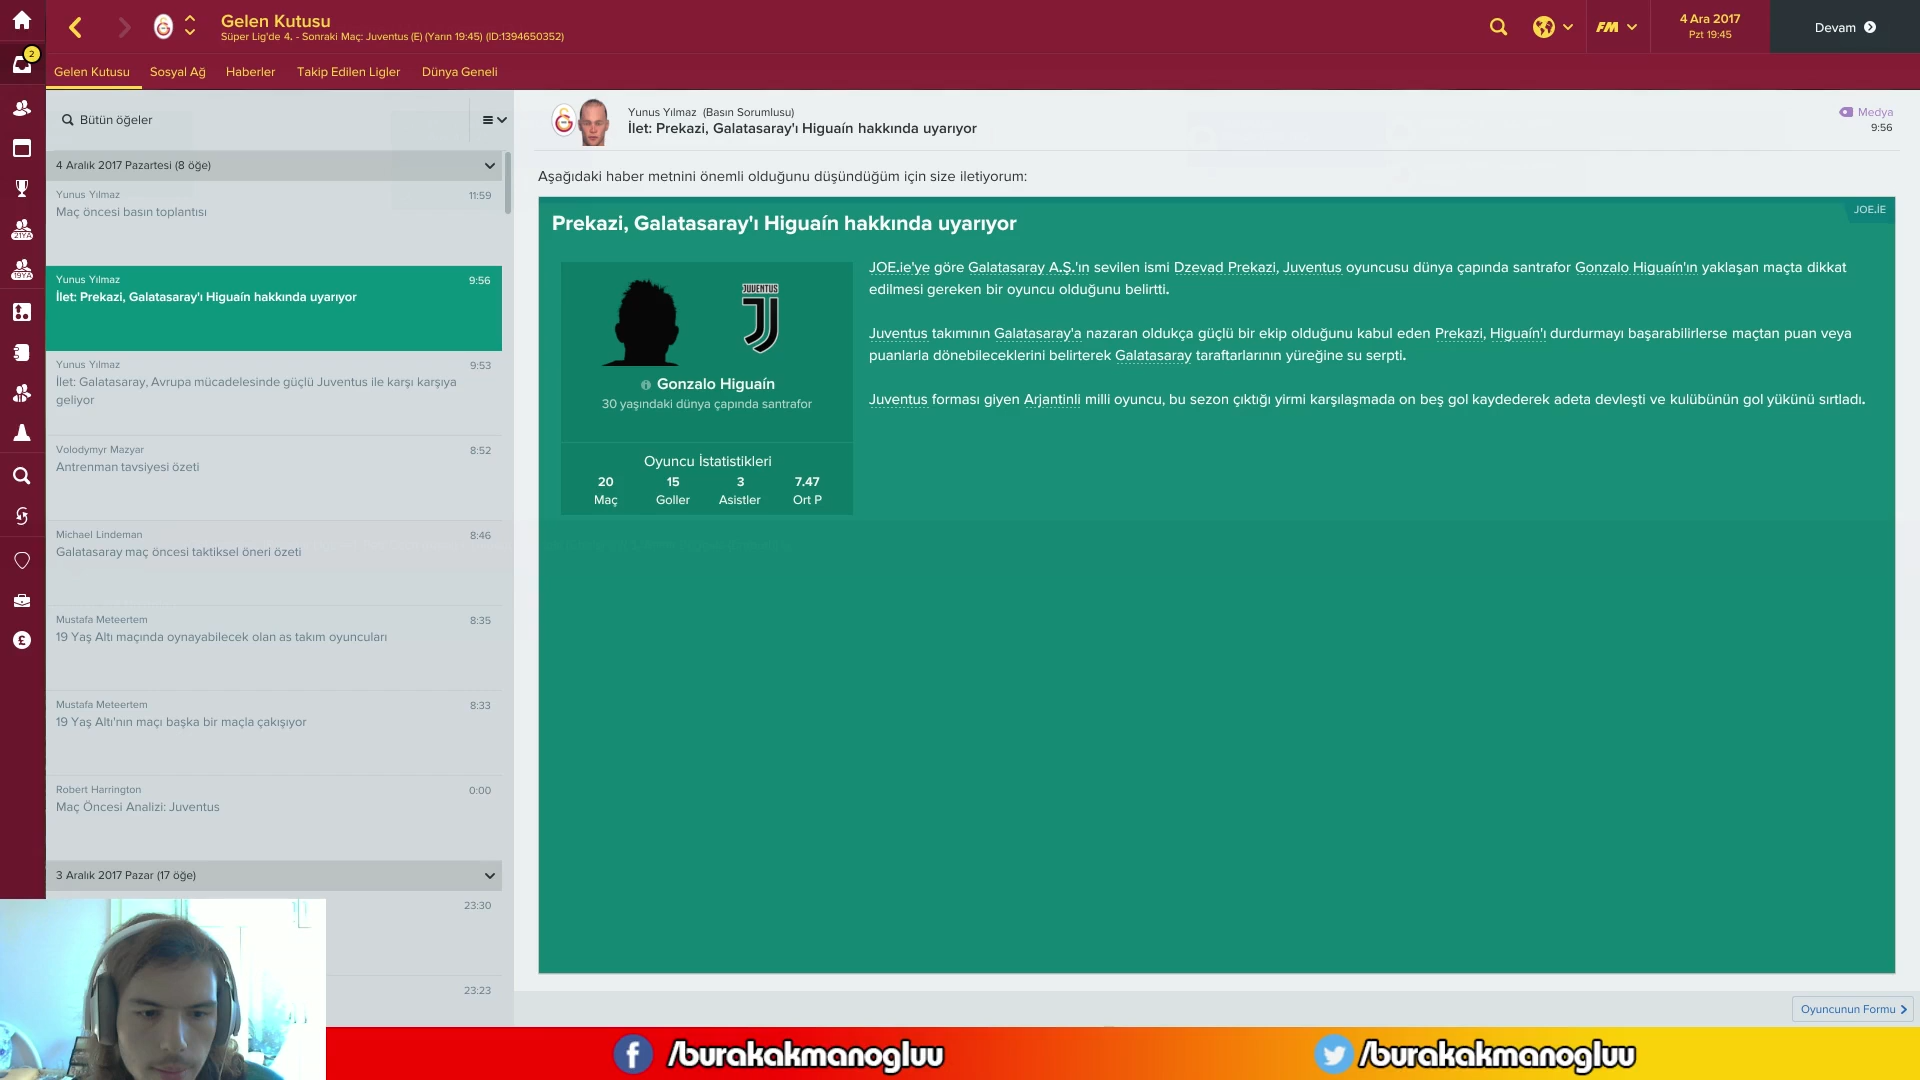 Gelen Kutusu
Süper Lig'de 4. - Sonraki Maç: Juventus (E) (Yarın 19:45) (ID:1394650352)
FM
4 Ara 2017
Pzt 19:45
Devam
2
Gelen Kutusu
Sosyal Ağ
Haberler
Takip Edilen Ligler
Dünya Geneli
Bütün öğeler
4 Aralık 2017 Pazartesi (8 öğe)
Yunus Yılmaz
11:59
Maç öncesi basın toplantısı
Yunus Yılmaz
9:56
İlet: Prekazi, Galatasaray'ı Higuaín hakkında uyarıyor
Yunus Yılmaz
9:53
İlet: Galatasaray, Avrupa mücadelesinde güçlü Juventus ile karşı karşıya
geliyor
Volodymyr Mazyar
8:52
Antrenman tavsiyesi özeti
Michael Lindeman
8:46
Galatasaray maç öncesi taktiksel öneri özeti
Mustafa Meteertem
8:35
19 Yaş Altı maçında oynayabilecek olan as takım oyuncuları
Mustafa Meteertem
8:33
19 Yaş Altı'nın maçı başka bir maçla çakışıyor
Robert Harrington
0:00
Maç Öncesi Analizi: Juventus
3 Aralık 2017 Pazar (17 öğe)
23:30
23:23
21YA
19YA
Yunus Yılmaz (Basın Sorumlusu)
İlet: Prekazi, Galatasaray'ı Higuaín hakkında uyarıyor
Medya
9:56
Aşağıdaki haber metnini önemli olduğunu düşündüğüm için size iletiyorum:
Prekazi, Galatasaray'ı Higuaín hakkında uyarıyor
JOE.İE
JUVENTUS
Gonzalo Higuaín
30 yaşındaki dünya çapında santrafor
Oyuncu İstatistikleri
20 15 3 7.47
Maç Goller Asistler Ort P
JOE.ie'ye göre Galatasaray A.Ş.'ın sevilen ismi Dzevad Prekazi, Juventus oyuncusu dünya çapında santrafor Gonzalo Higuaín'ın yaklaşan maçta dikkat
edilmesi gereken bir oyuncu olduğunu belirtti.
Juventus takımının Galatasaray'a nazaran oldukça güçlü bir ekip olduğunu kabul eden Prekazi, Higuaín'ı durdurmayı başarabilirlerse maçtan puan veya
puanlarla dönebileceklerini belirterek Galatasaray taraftarlarının yüreğine su serpti.
Juventus forması giyen Arjantinli milli oyuncu, bu sezon çıktığı yirmi karşılaşmada on beş gol kaydederek adeta devleşti ve kulübünün gol yükünü sırtladı.
Oyuncunun Formu
/burakakmanogluu
/burakakmanogluu